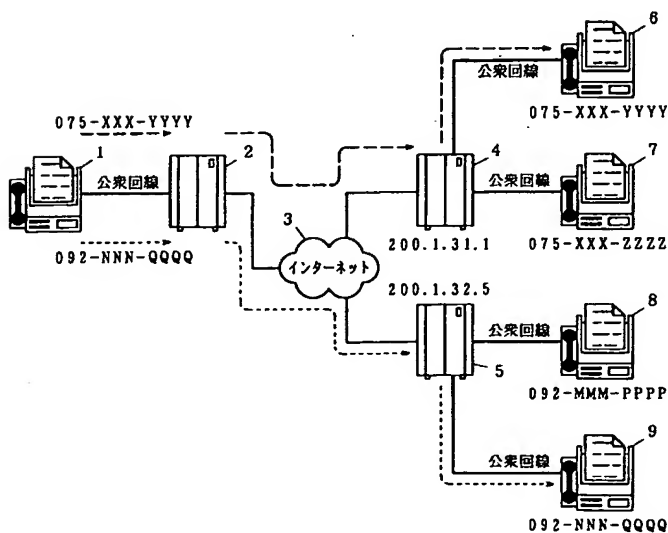 6
公衆回線
075-XXX-YYYY
075-XXX-YYYY
1
2
4
7
公衆回線
公衆回線
3
200.1.31.1
075-XXX-ZZZZ
092-NNN-QQQQ
インターネット
200.1.32.5
8
公衆回線
5
092-MMM-PPPP
9
公衆回線
092-NNN-QQQQ